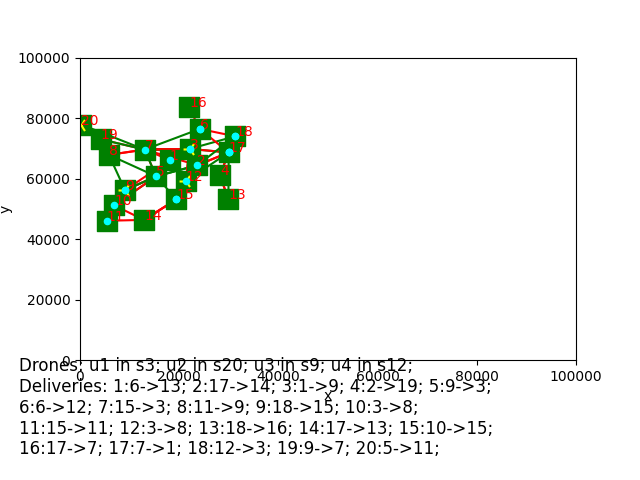 100000
80000
60000
40000
20000
0
0 20000 40000 60000 80000 100000
x
y
16
19
14
13
Drones: u1 in s3; u2 in s20; u3 in s9; u4 in s12;
Deliveries: 1:6->13; 2:17->14; 3:1->9; 4:2->19; 5:9->3;
6:6->12; 7:15->3; 8:11->9; 9:18->15; 10:3->8;
11:15->11; 12:3->8; 13:18->16; 14:17->13; 15:10->15;
16:17->7; 17:7->1; 18:12->3; 19:9->7; 20:5->11;